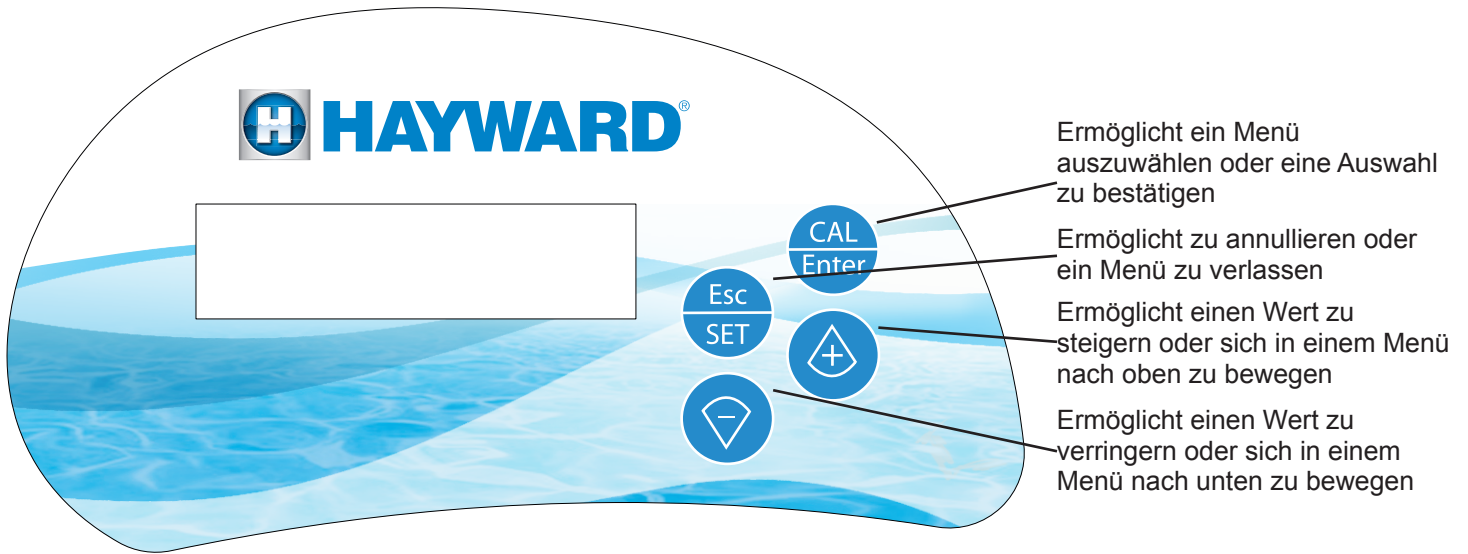 H HAYWARD®
CAL
Enter
Esc
SET
+
-
Ermöglicht ein Menü
auszuwählen oder eine Auswahl
zu bestätigen
Ermöglicht zu annullieren oder
ein Menü zu verlassen
Ermöglicht einen Wert zu
steigern oder sich in einem Menü
nach oben zu bewegen
Ermöglicht einen Wert zu
verringern oder sich in einem
Menü nach unten zu bewegen